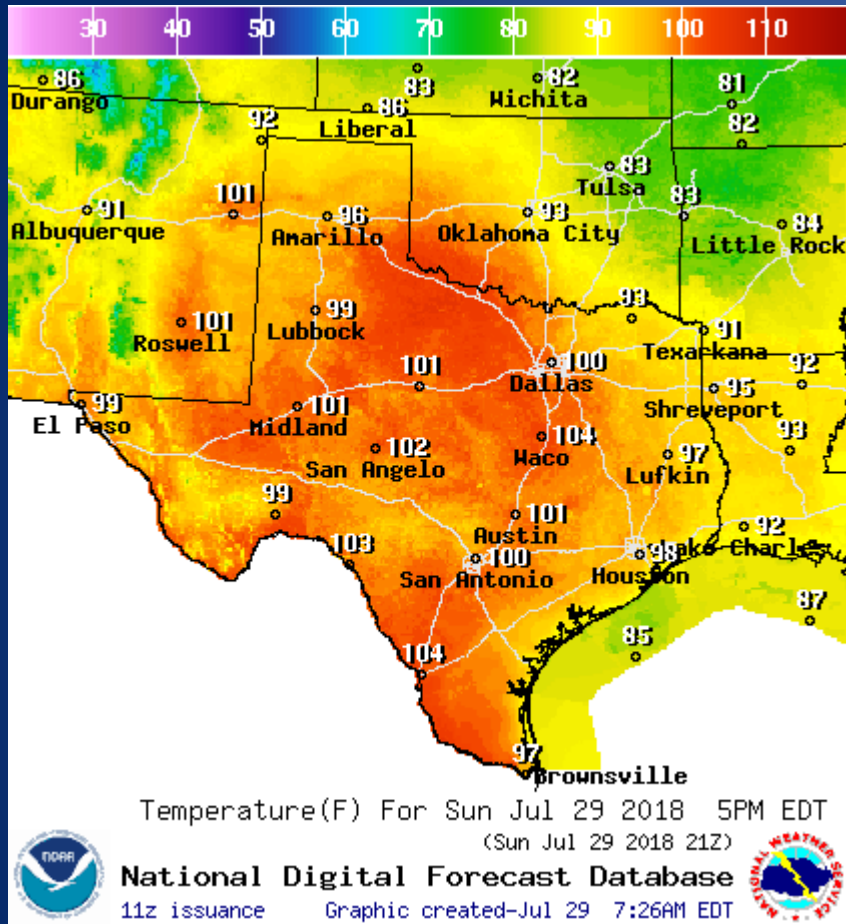 30 40 50 60 70 80 90 100 110
86
Durango
83
82
Wichita
81
86
Liberal
92
82
83
Tulsa
101
91
Albuquerque
96
Amarillo
93
Oklahoma City
83
84
Little Rock
101
Roswell
99
Lubbock
93
91
Texarkana
100
Dallas
101
92
95
Shreveport
99
El Paso
101
Midland
102
San Angelo
104
Waco
97
Lufkin
93
99
101
Austin
92
Lake Charles
103
100
San Antonio
98
Houston
87
85
104
97
Brownsville
Temperature(F) For Sun Jul 29 2018 5PM EDT
(Sun Jul 29 2018 21Z)
National Digital Forecast Database
11z issuance Graphic created-Jul 29 7:26AM EDT
NOAA
NATIONAL WEATHER SERVICE